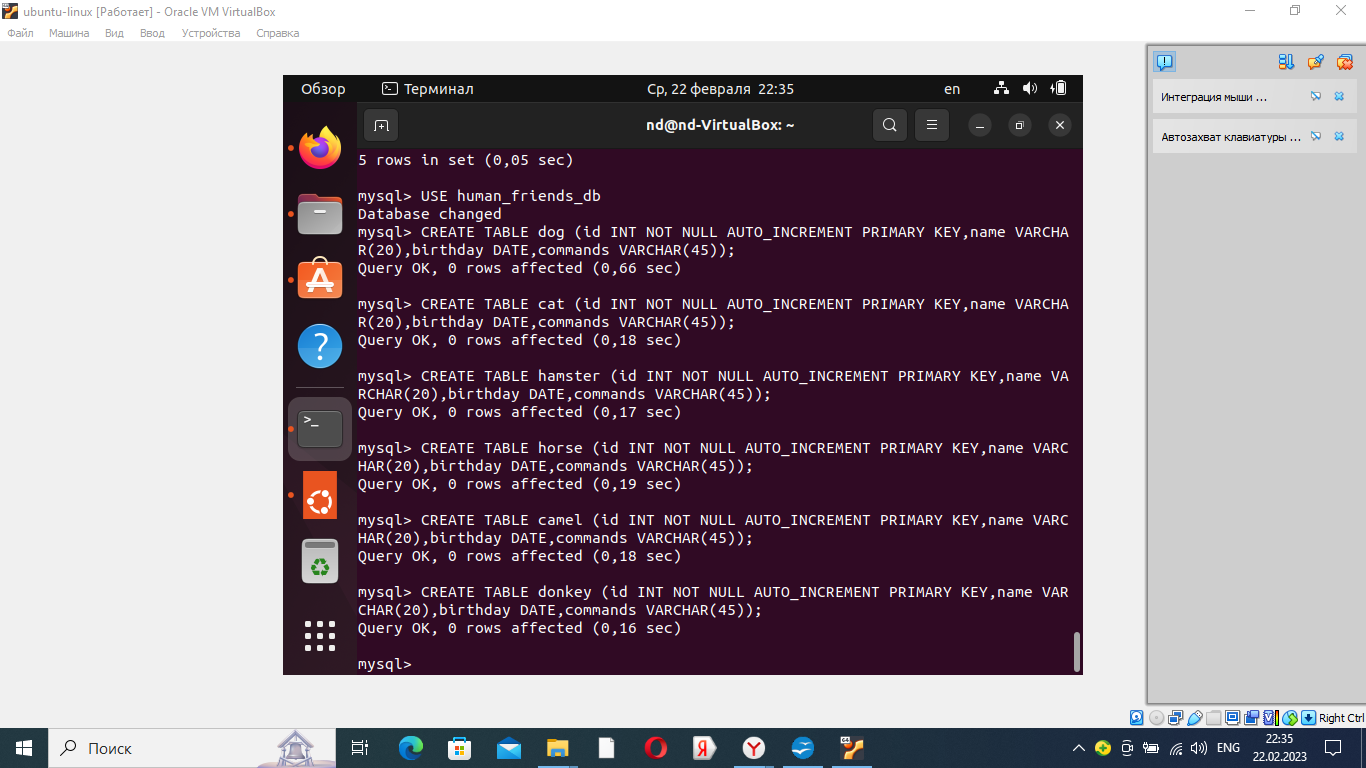 ubuntu-linux [Работает] - Oracle VM VirtualBox
Файл Машина Вид Ввод Устройства Справка
Обзор Терминал Ср, 22 февраля 22:35 en
nd@nd-VirtualBox: ~
5 rows in set (0,05 sec)
mysql> USE human_friends_db
Database changed
mysql> CREATE TABLE dog (id INT NOT NULL AUTO_INCREMENT PRIMARY KEY,name VARCHA
R(20),birthday DATE,commands VARCHAR(45));
Query OK, 0 rows affected (0,66 sec)
mysql> CREATE TABLE cat (id INT NOT NULL AUTO_INCREMENT PRIMARY KEY,name VARCHA
R(20),birthday DATE,commands VARCHAR(45));
Query OK, 0 rows affected (0,18 sec)
mysql> CREATE TABLE hamster (id INT NOT NULL AUTO_INCREMENT PRIMARY KEY,name VA
RCHAR(20),birthday DATE,commands VARCHAR(45));
Query OK, 0 rows affected (0,17 sec)
mysql> CREATE TABLE horse (id INT NOT NULL AUTO_INCREMENT PRIMARY KEY,name VARC
HAR(20),birthday DATE,commands VARCHAR(45));
Query OK, 0 rows affected (0,19 sec)
mysql> CREATE TABLE camel (id INT NOT NULL AUTO_INCREMENT PRIMARY KEY,name VARC
HAR(20),birthday DATE,commands VARCHAR(45));
Query OK, 0 rows affected (0,18 sec)
mysql> CREATE TABLE donkey (id INT NOT NULL AUTO_INCREMENT PRIMARY KEY,name VAR
CHAR(20),birthday DATE,commands VARCHAR(45));
Query OK, 0 rows affected (0,16 sec)
mysql>
Интеграция мыши ...
Автозахват клавиатуры ...
Right Ctrl
Поиск
ENG
22:35
22.02.2023